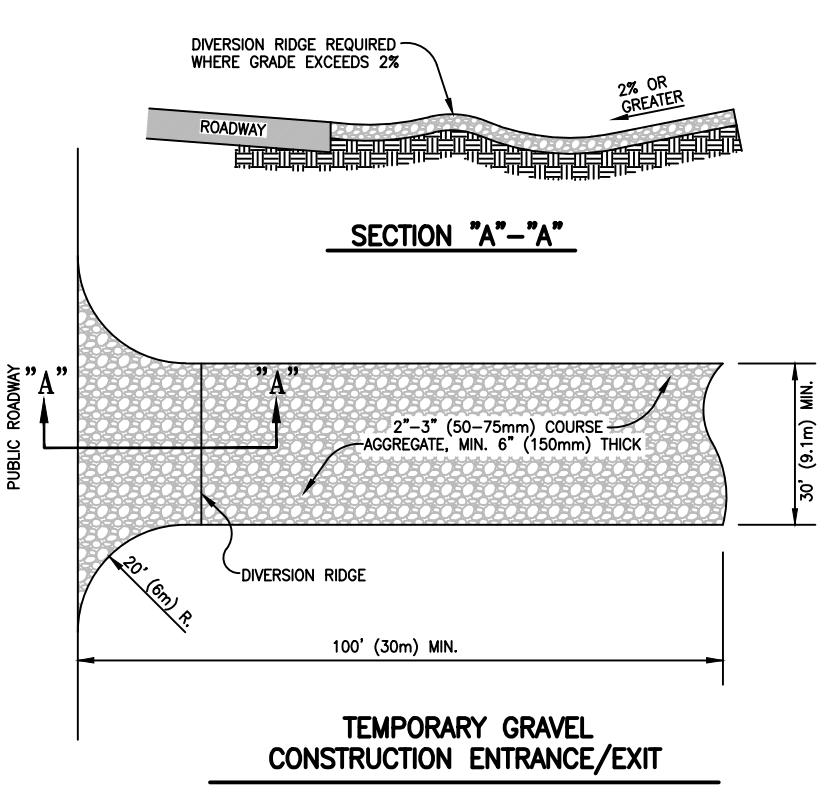 DIVERSION RIDGE REQUIRED
WHERE GRADE EXCEEDS 2%
2% OR
GREATER
ROADWAY
SECTION "A"-"A"
PUBLIC ROADWAY
"A"
"A"
2"-3" (50-75mm) COURSE
AGGREGATE, MIN. 6" (150mm) THICK
30' (9.1m) MIN.
DIVERSION RIDGE
20' (6m) R.
100' (30m) MIN.
TEMPORARY GRAVEL
CONSTRUCTION ENTRANCE/EXIT